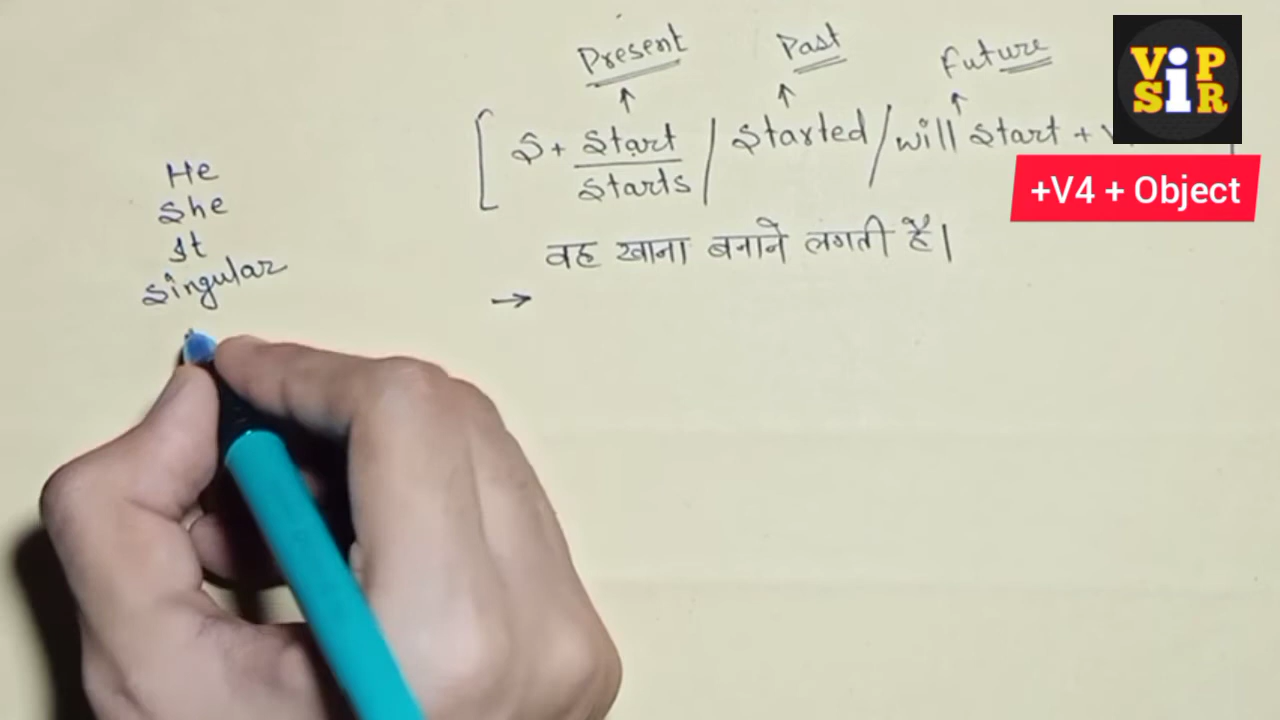 Present Past Future
ViP
SiR
S + Start / Started / will Start +
Starts
+V4 + Object
He
She
It
Singular
वह खाना बनाने लगती है।
→